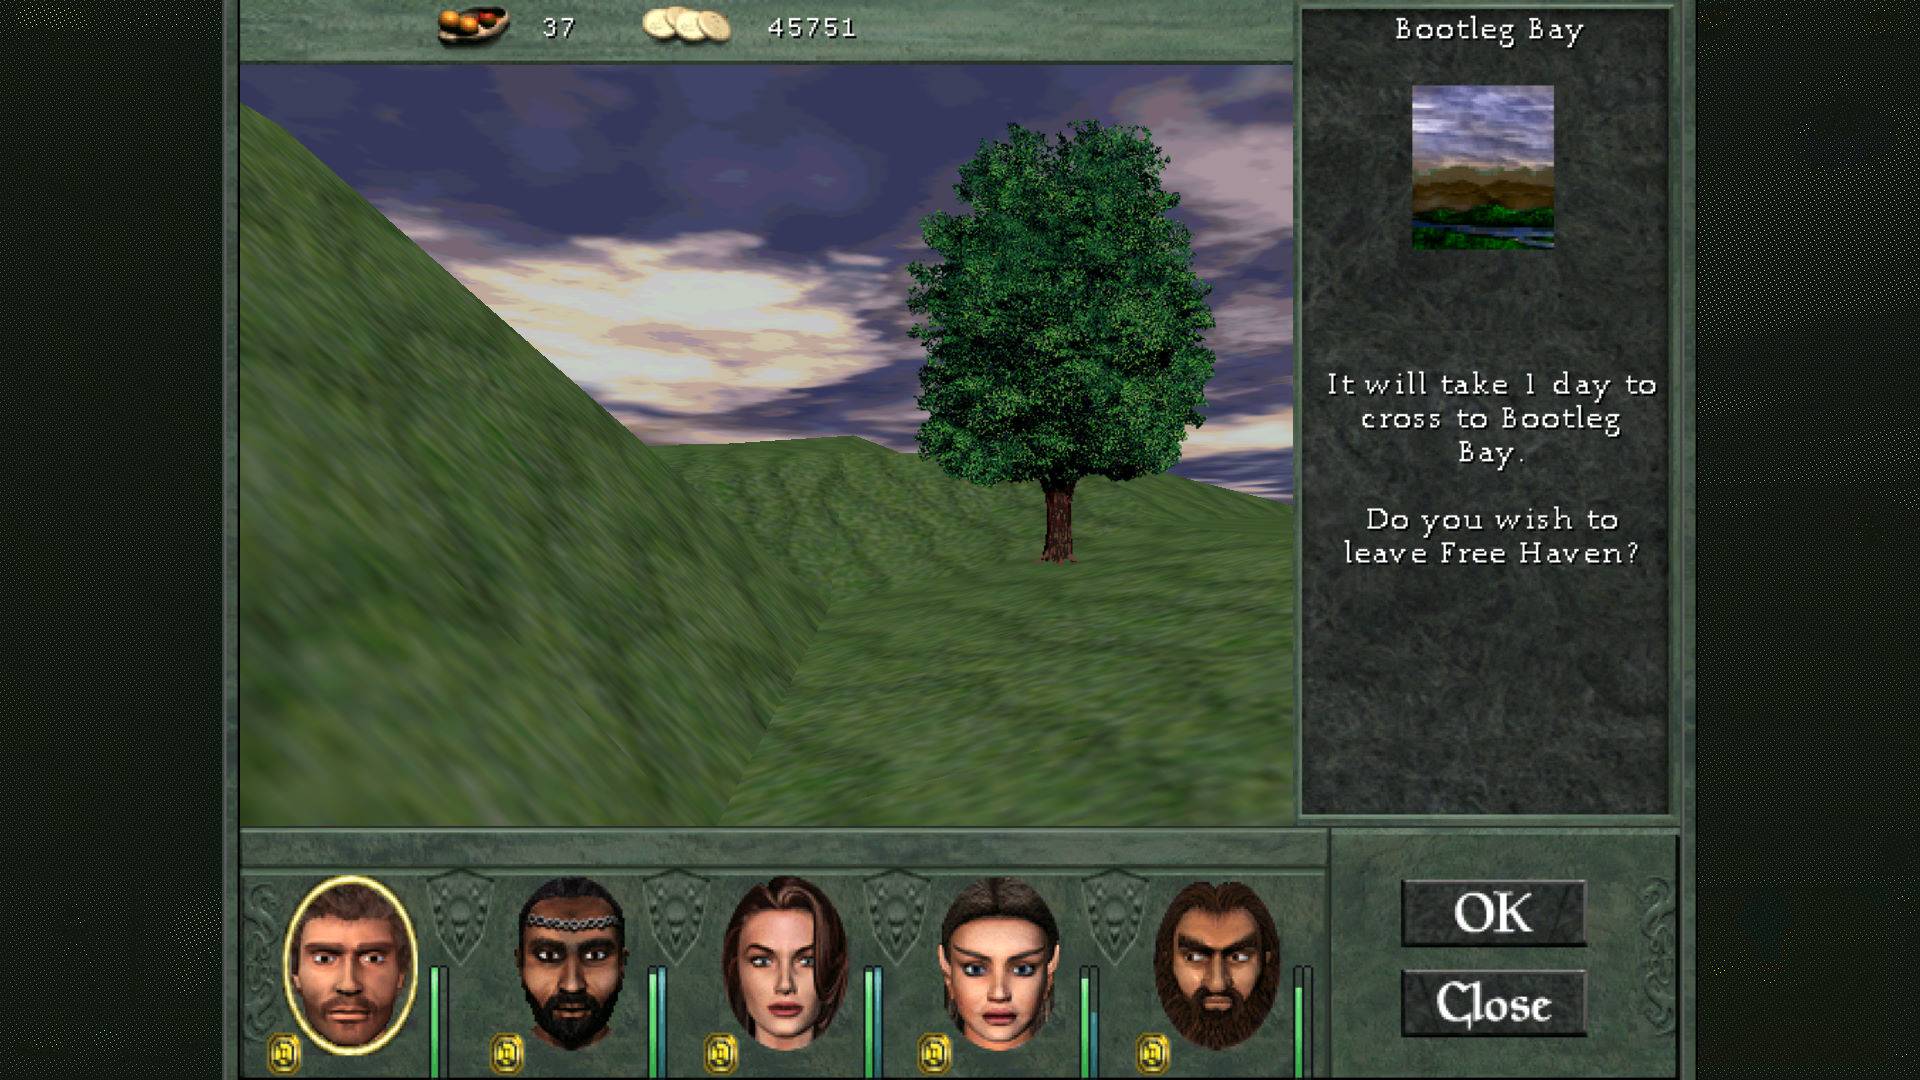 37
45751
Bootleg Bay
It will take 1 day to
cross to Bootleg
Bay.
Do you wish to
leave Free Haven?
OK
Close